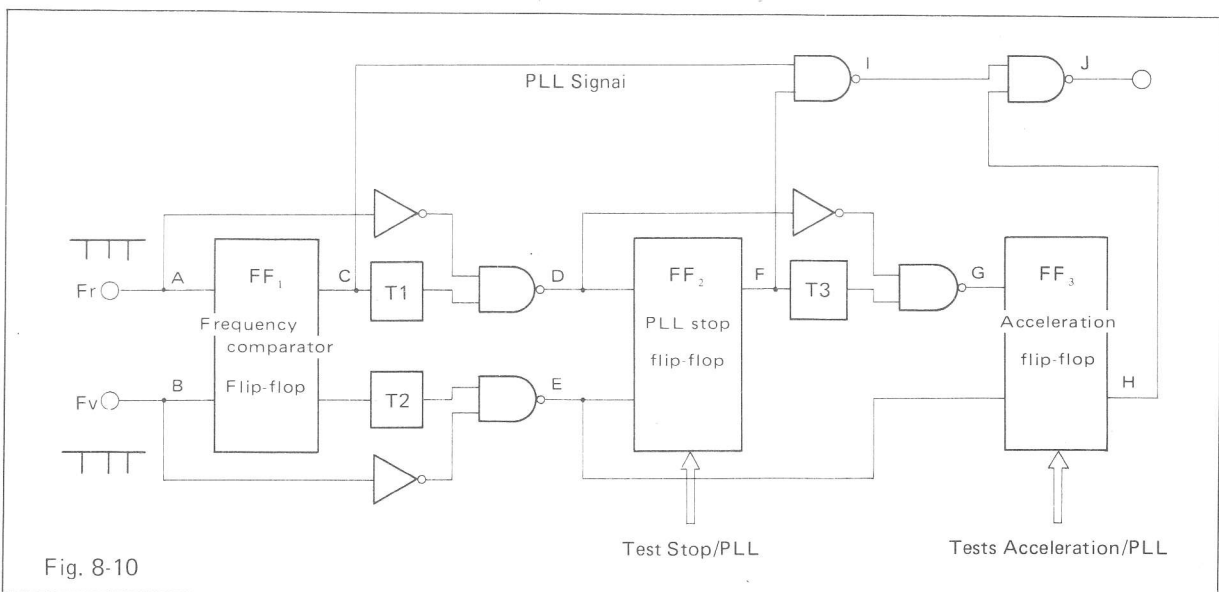 I
J
PLL Signai
Fr
A
FF1
C
T1
D
FF2
F
T3
G
FF3
Frequency
comparator
Flip-flop
PLL stop
flip-flop
Acceleration
flip-flop
Fv
B
T2
E
H
Test Stop/PLL
Tests Acceleration/PLL
Fig. 8-10